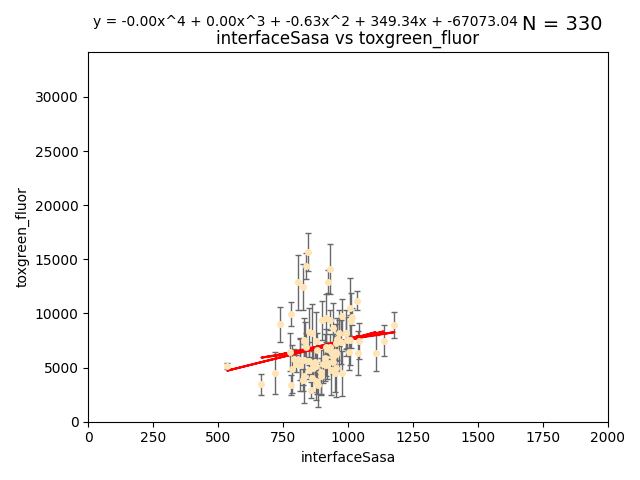 y = -0.00x^4 + 0.00x^3 + -0.63x^2 + 349.34x + -67073.04 N = 330
interfaceSasa vs toxgreen_fluor
30000
25000
20000
15000
10000
5000
0
toxgreen_fluor
0 250 500 750 1000 1250 1500 1750 2000
interfaceSasa